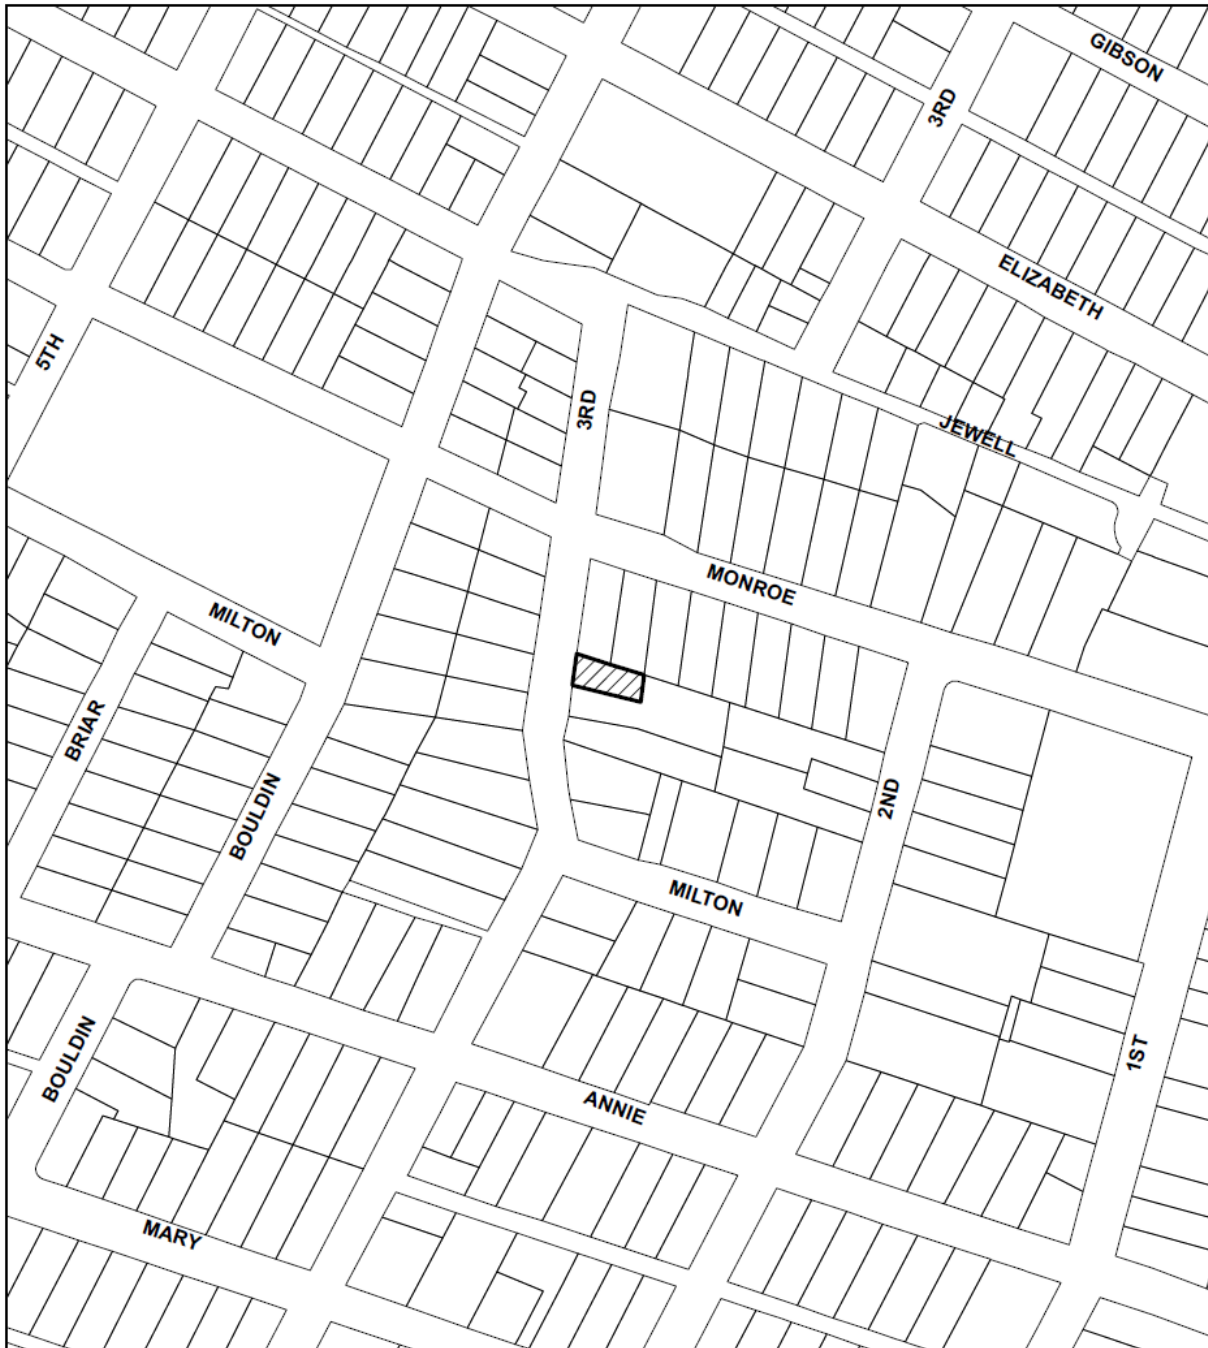 GIBSON
3RD
ELIZABETH
5TH
3RD
JEWELL
MONROE
MILTON
BRIAR
BOULDIN
2ND
MILTON
BOULDIN
1ST
ANNIE
MARY